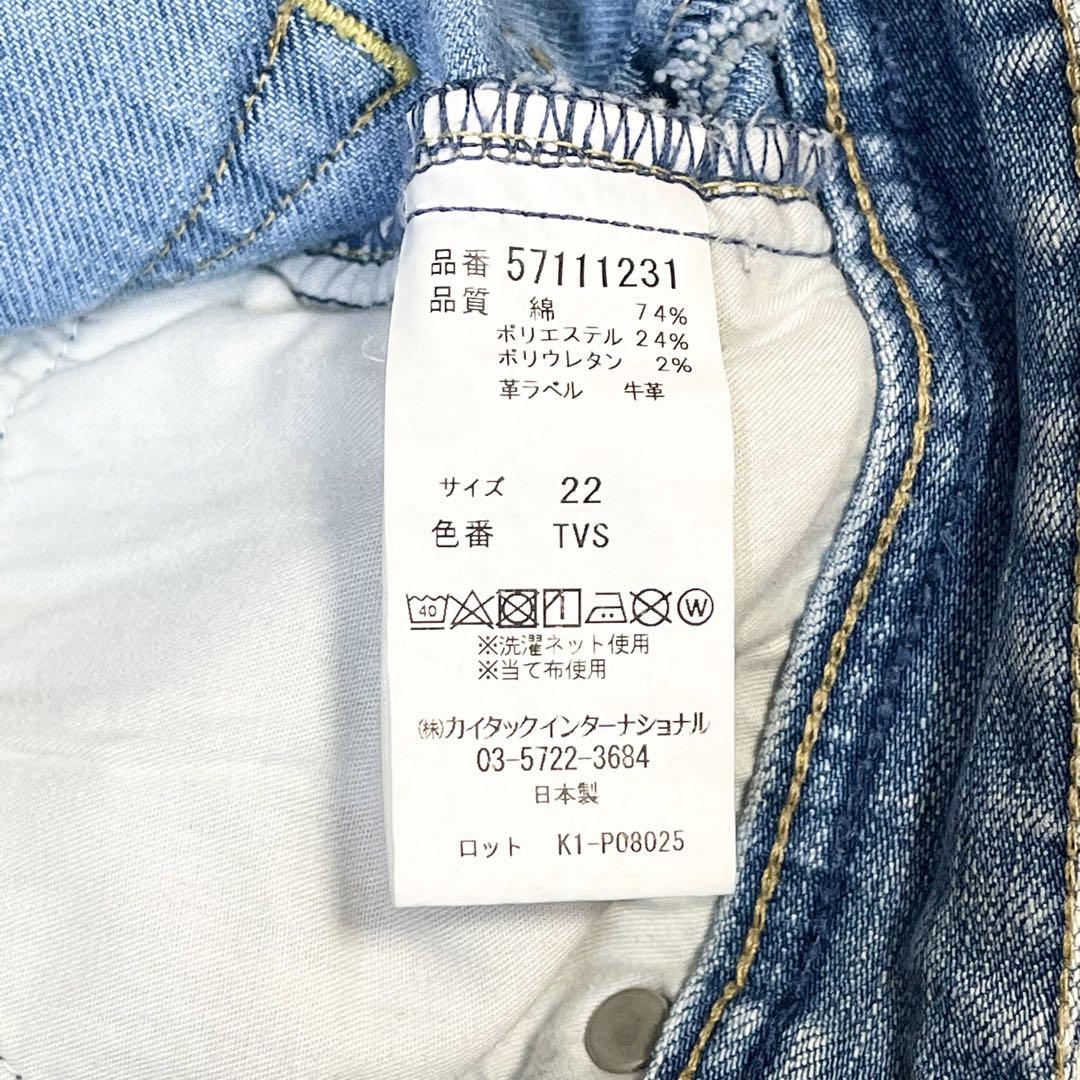 品番 57111231
品質 綿 74%
ポリエステル 24%
ポリウレタン 2%
革ラベル 牛革
サイズ 22
色番 TVS
40 1 W
※洗濯ネット使用
※当て布使用
㈱カイタックインターナショナル
03-5722-3684
日本製
ロット K1-P08025